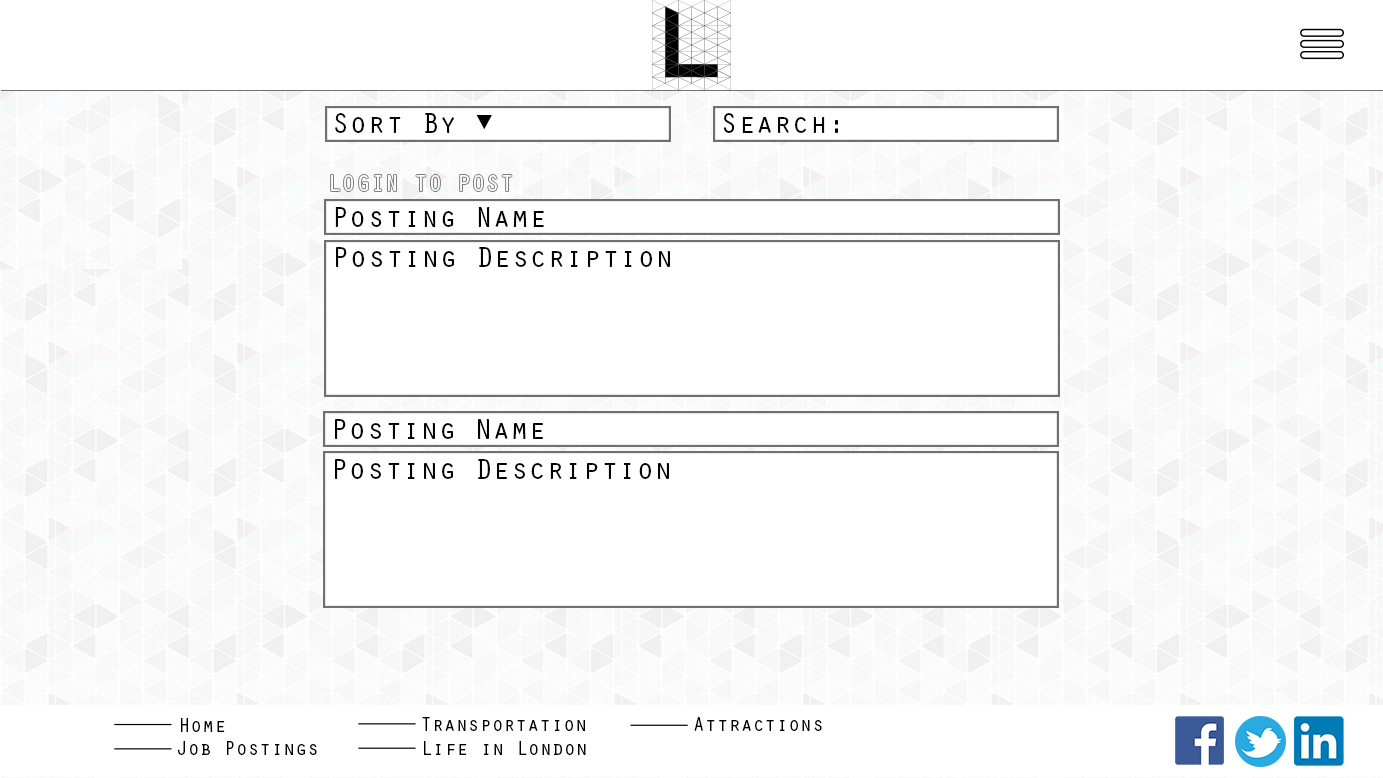 L
Sort By ▼
Search:
LOGIN TO POST
Posting Name
Posting Description
Posting Name
Posting Description
Home
Transportation
Attractions
Job Postings
Life in London
f
in